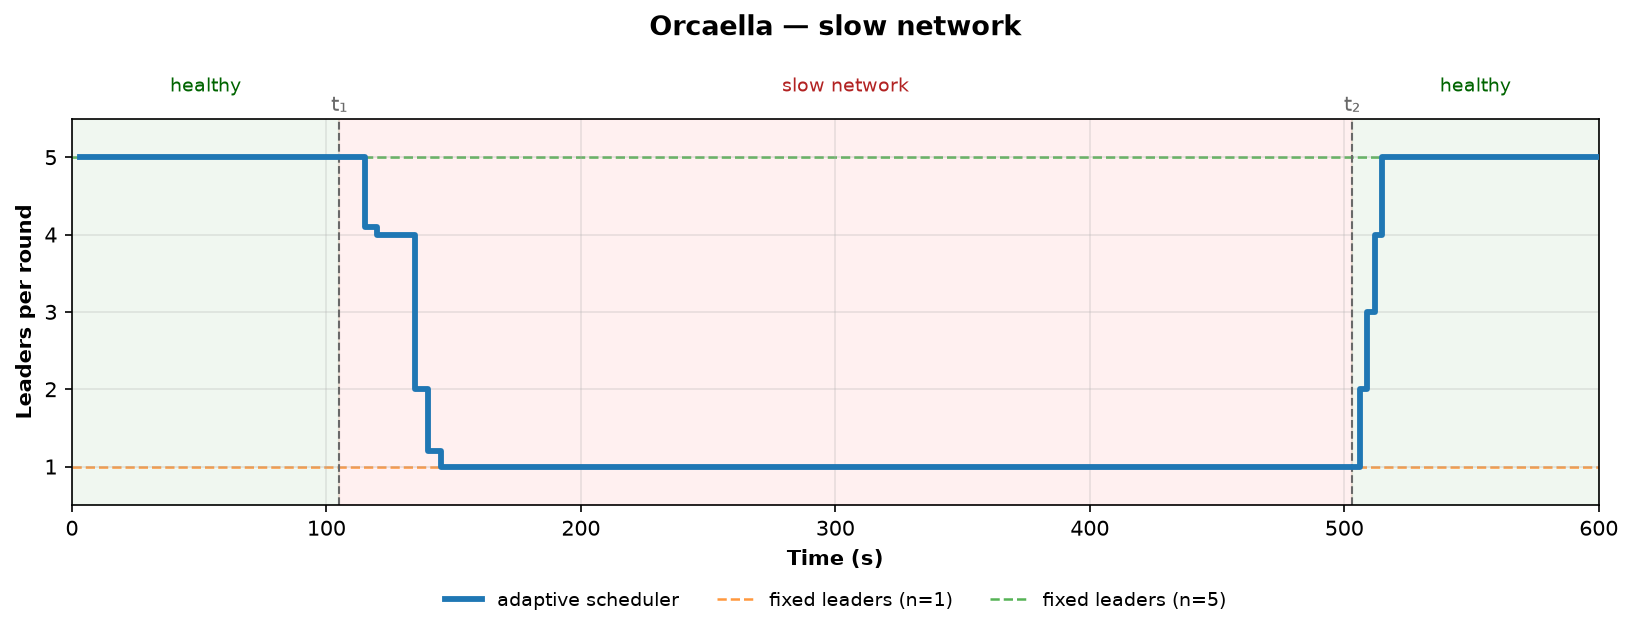 Orcaella — slow network
healthy
slow network
healthy
t₁
t₂
Leaders per round
5
4
3
2
1
0
100
200
300
400
500
600
Time (s)
adaptive scheduler
fixed leaders (n=1)
fixed leaders (n=5)